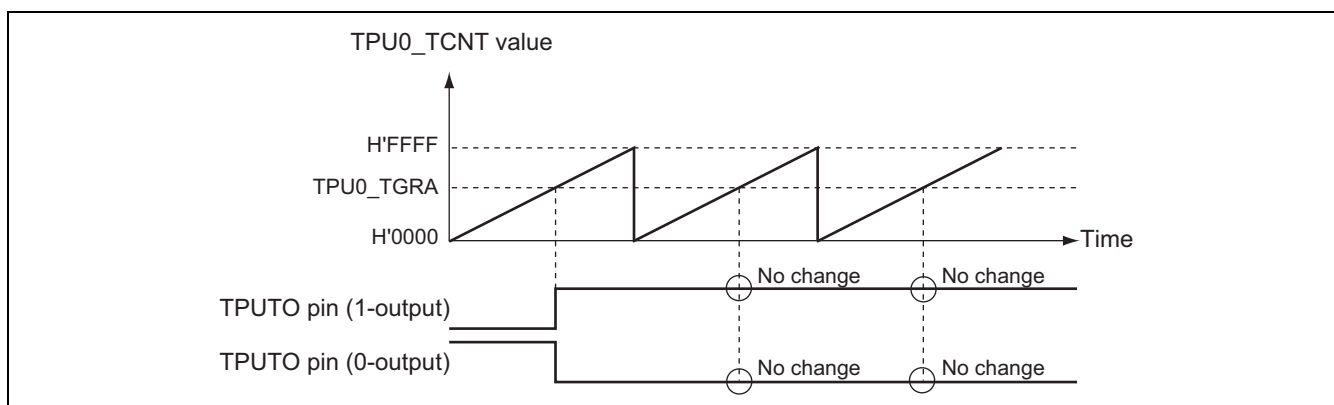 TPU0_TCNT value
H'FFFF
TPU0_TGRA
H'0000
Time
No change
No change
TPUTO pin (1-output)
No change
No change
TPUTO pin (0-output)